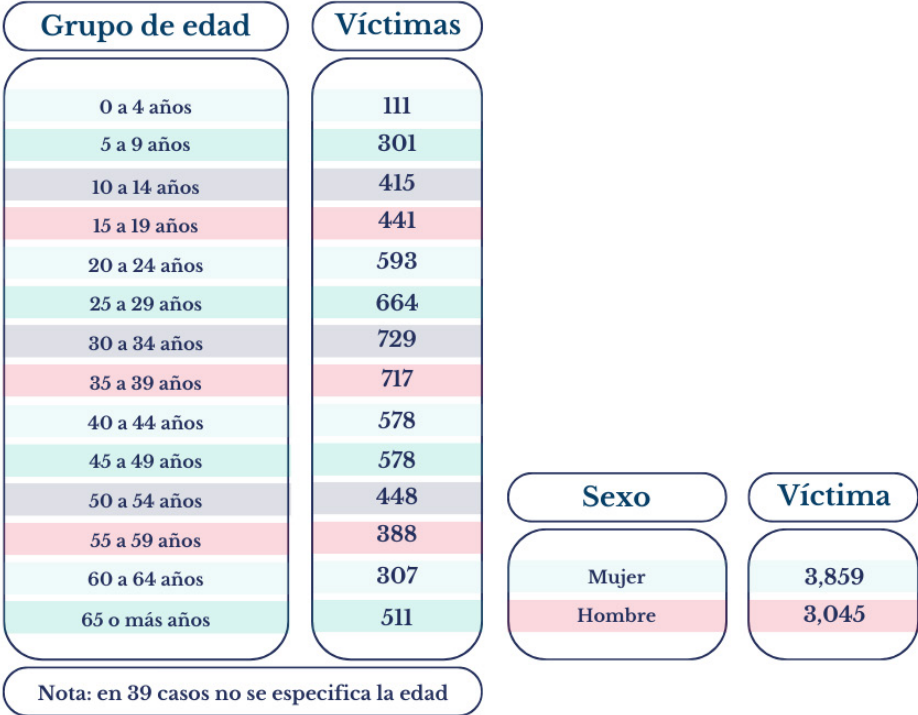 Grupo de edad Víctimas
0 a 4 años 111
5 a 9 años 301
10 a 14 años 415
15 a 19 años 441
20 a 24 años 593
25 a 29 años 664
30 a 34 años 729
35 a 39 años 717
40 a 44 años 578
45 a 49 años 578
50 a 54 años 448
55 a 59 años 388
60 a 64 años 307
65 o más años 511
Nota: en 39 casos no se especifica la edad
Sexo Víctima
Mujer 3,859
Hombre 3,045